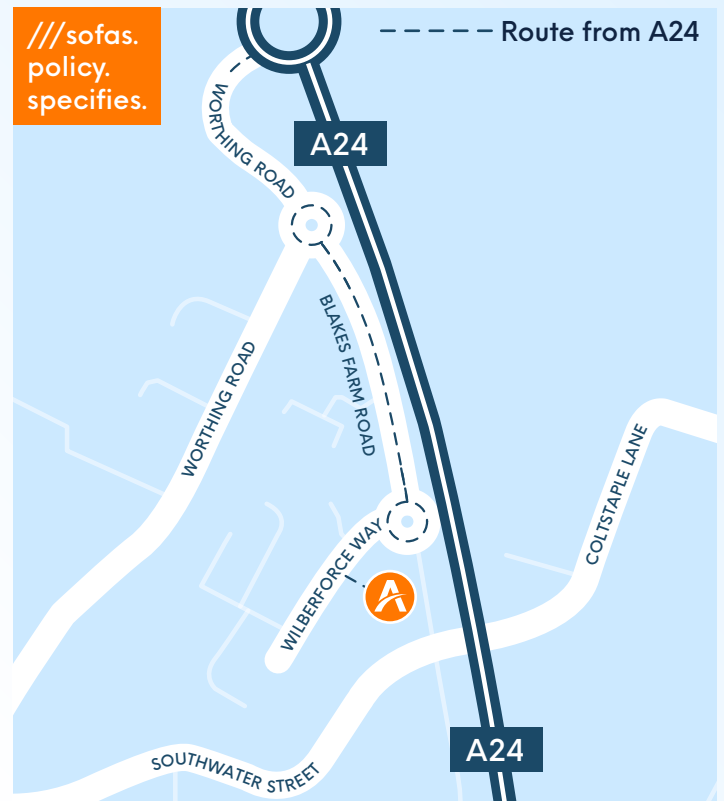 ///sofas.
policy.
specifies.
Route from A24
WORTHING ROAD
A24
BLAKES FARM ROAD
WORTHING ROAD
COLTSTAPLE LANE
WILBERFORCE WAY
A
A24
SOUTHWATER STREET